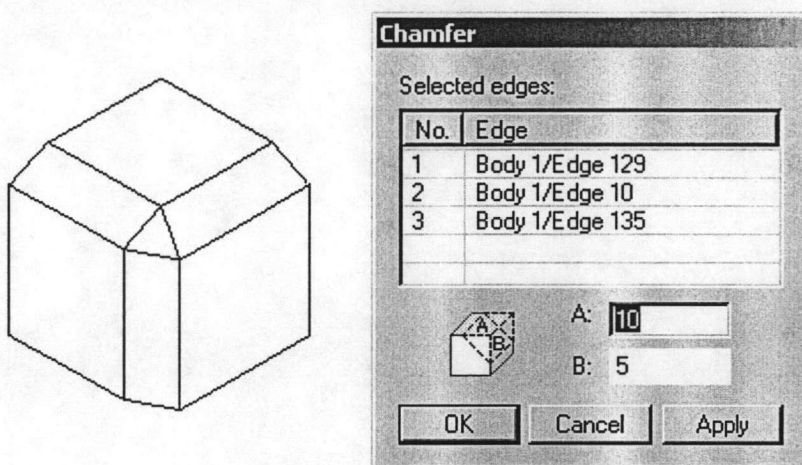 Chamfer
Selected edges:
No. Edge
1 Body 1/Edge 129
2 Body 1/Edge 10
3 Body 1/Edge 135
A: 10
A
B
B: 5
OK Cancel Apply